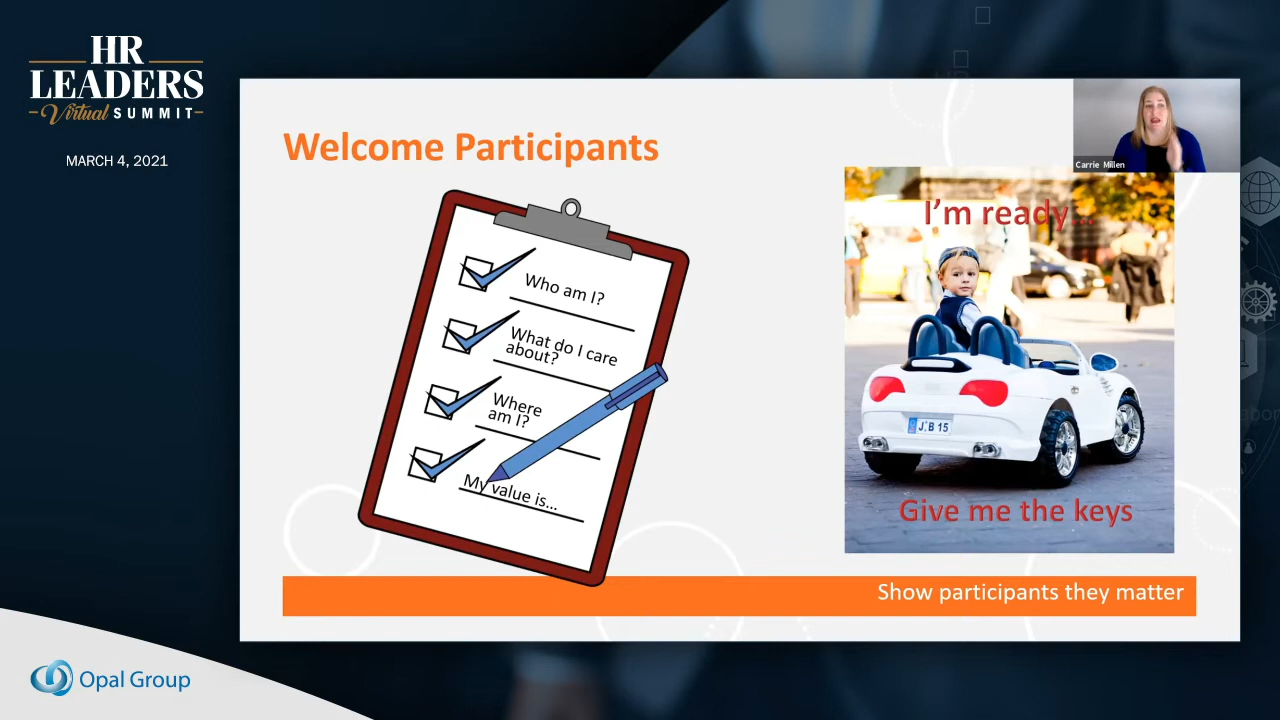 HR
LEADERS
Virtual SUMMIT
MARCH 4, 2021
Welcome Participants
Carrie Millen
Who am I?
What do I care
about?
Where
am I?
My value is...
I'm ready...
J B 15
Give me the keys
Show participants they matter
Opal Group